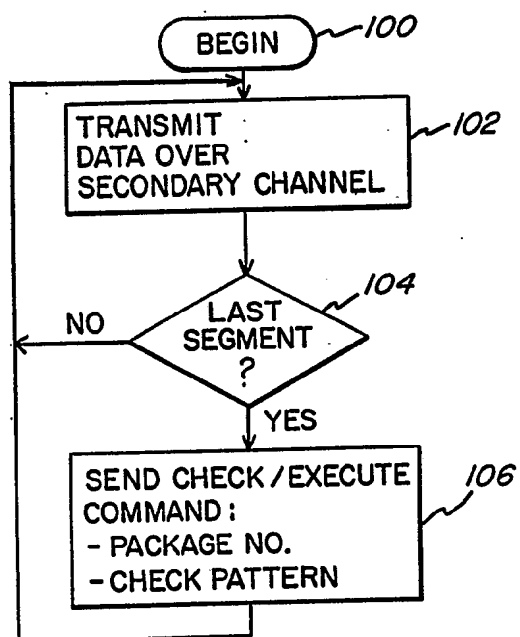 BEGIN
100
TRANSMIT
DATA OVER
SECONDARY CHANNEL
102
104
LAST
SEGMENT
?
NO
YES
SEND CHECK/EXECUTE
COMMAND:
- PACKAGE NO.
- CHECK PATTERN
106